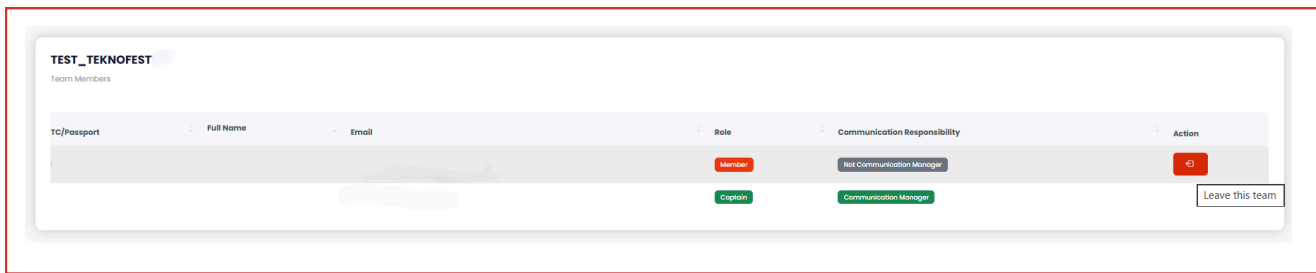 TEST_TEKNOFEST
Team Members
TC/Passport Full Name Email Role Communication Responsibility Action
Member Not Communication Manager
Captain Communication Manager
Leave this team